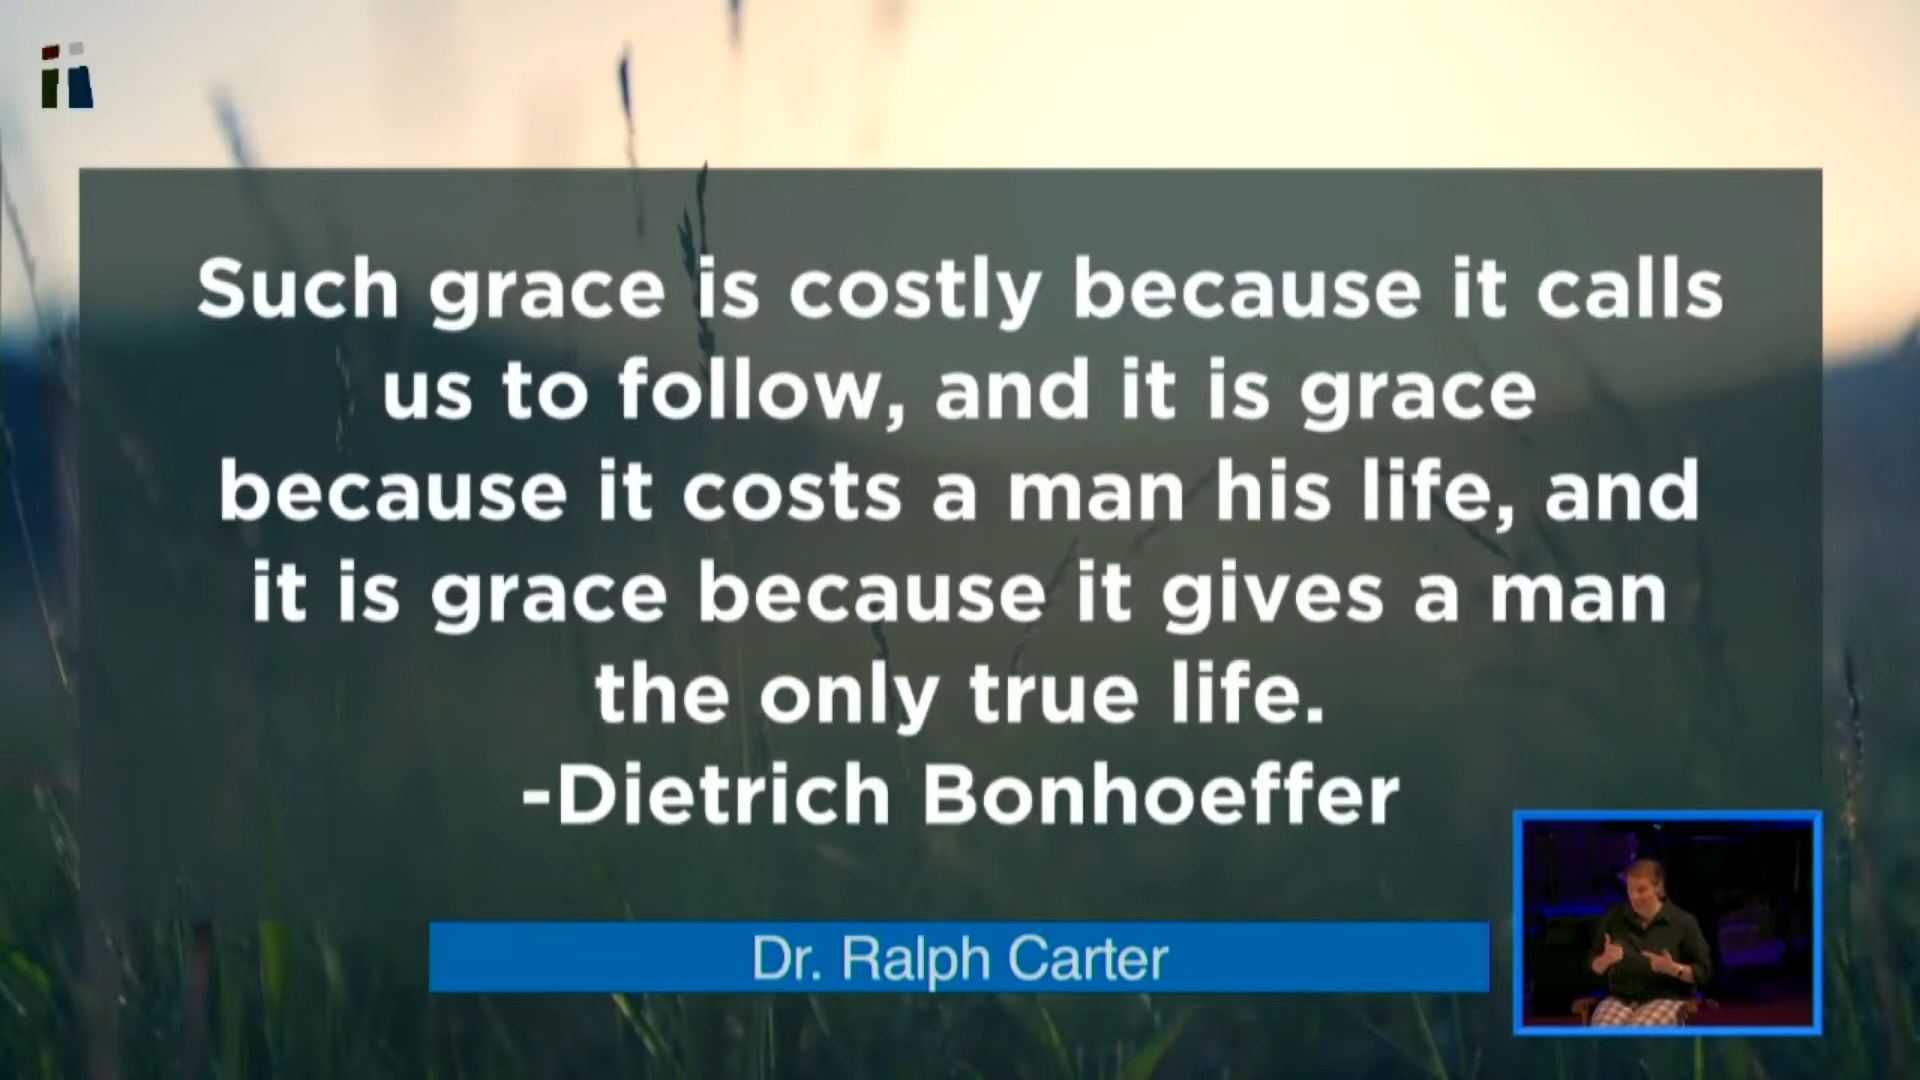 Such grace is costly because it calls
us to follow, and it is grace
because it costs a man his life, and
it is grace because it gives a man
the only true life.
-Dietrich Bonhoeffer
Dr. Ralph Carter